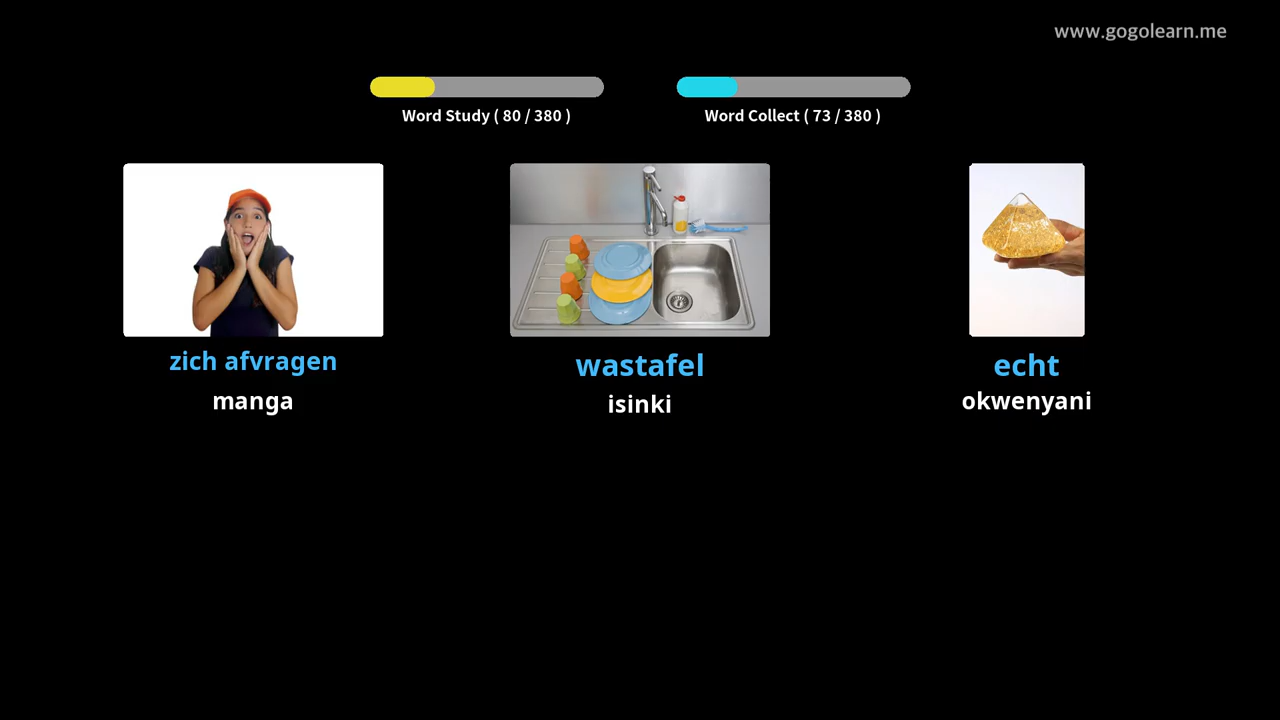 www.gogolearn.me
Word Study ( 80 / 380 )
Word Collect ( 73 / 380 )
zich afvragen
manga
wastafel
isinki
echt
okwenyani